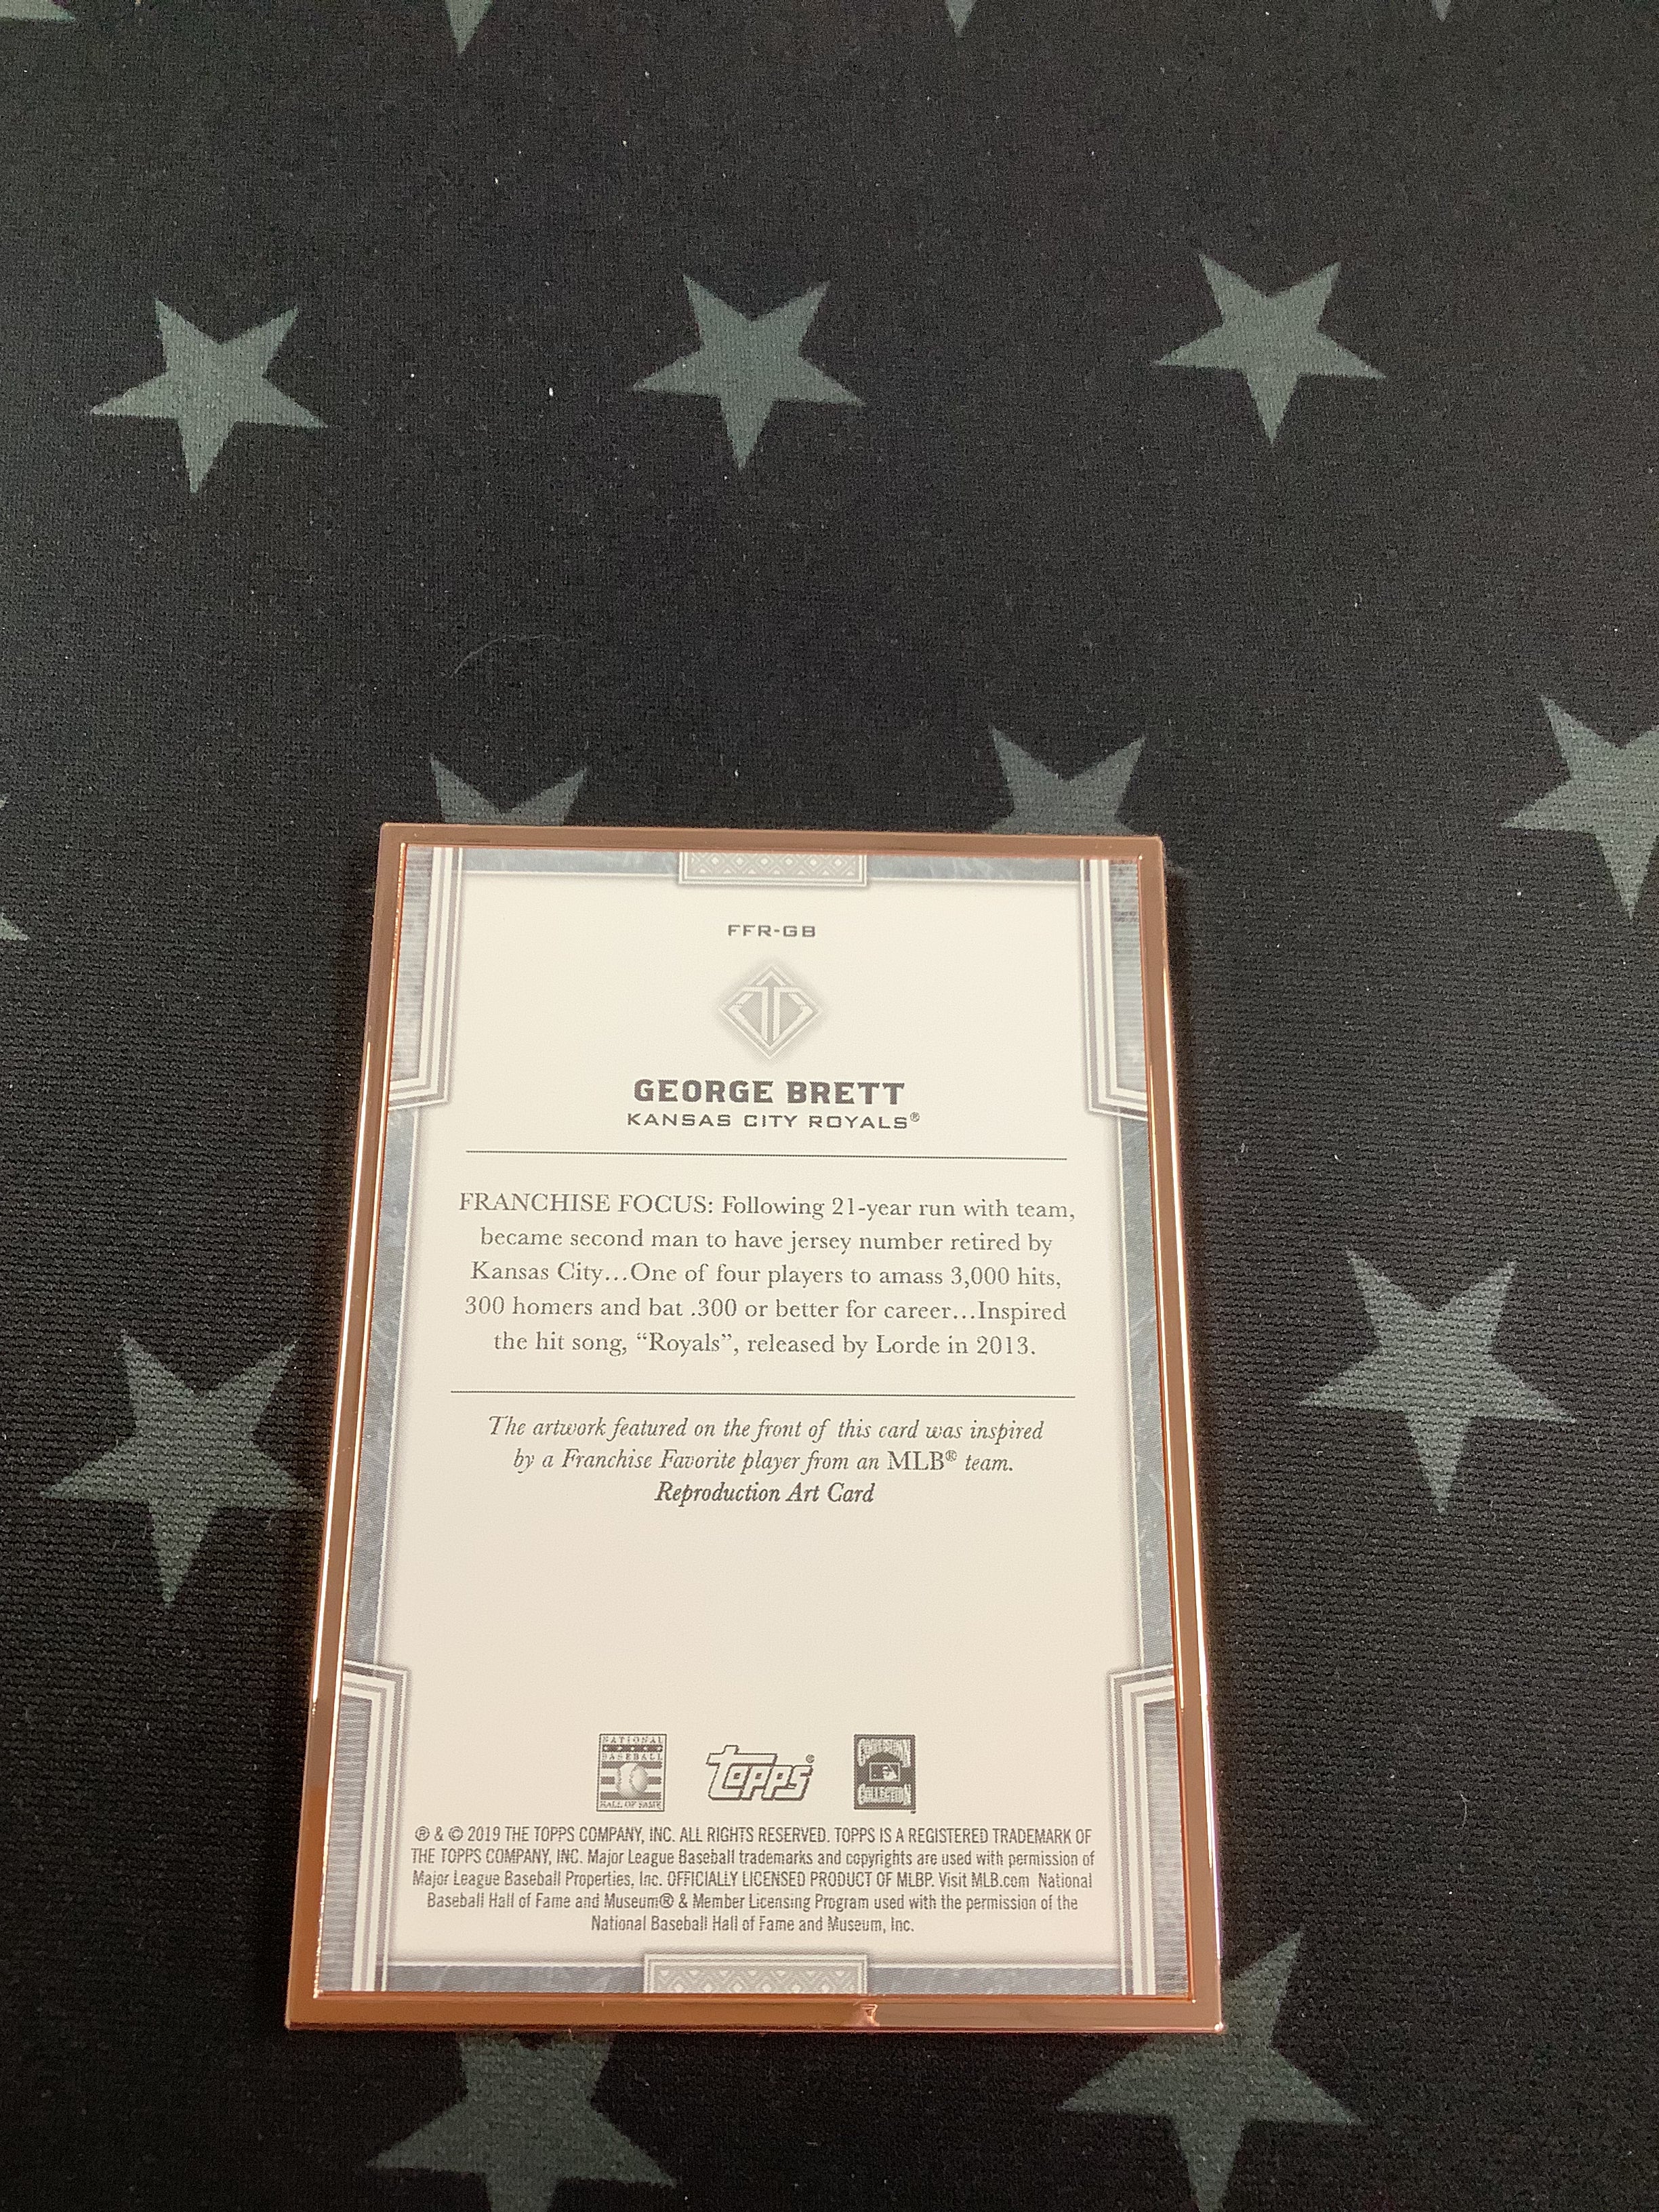 FFR-GB
GEORGE BRETT
KANSAS CITY ROYALS®
FRANCHISE FOCUS: Following 21-year run with team,
became second man to have jersey number retired by
Kansas City...One of four players to amass 3,000 hits,
300 homers and bat .300 or better for career...Inspired
the hit song, “Royals”, released by Lorde in 2013.
The artwork featured on the front of this card was inspired
by a Franchise Favorite player from an MLB® team.
Reproduction Art Card
NATIONAL
BASEBALL
HALL OF FAME
Topps®
COOPERSTOWN
COLLECTION
® & © 2019 THE TOPPS COMPANY, INC. ALL RIGHTS RESERVED. TOPPS IS A REGISTERED TRADEMARK OF
THE TOPPS COMPANY, INC. Major League Baseball trademarks and copyrights are used with permission of
Major League Baseball Properties, Inc. OFFICIALLY LICENSED PRODUCT OF MLBP. Visit MLB.com National
Baseball Hall of Fame and Museum® & Member Licensing Program used with the permission of the
National Baseball Hall of Fame and Museum, Inc.